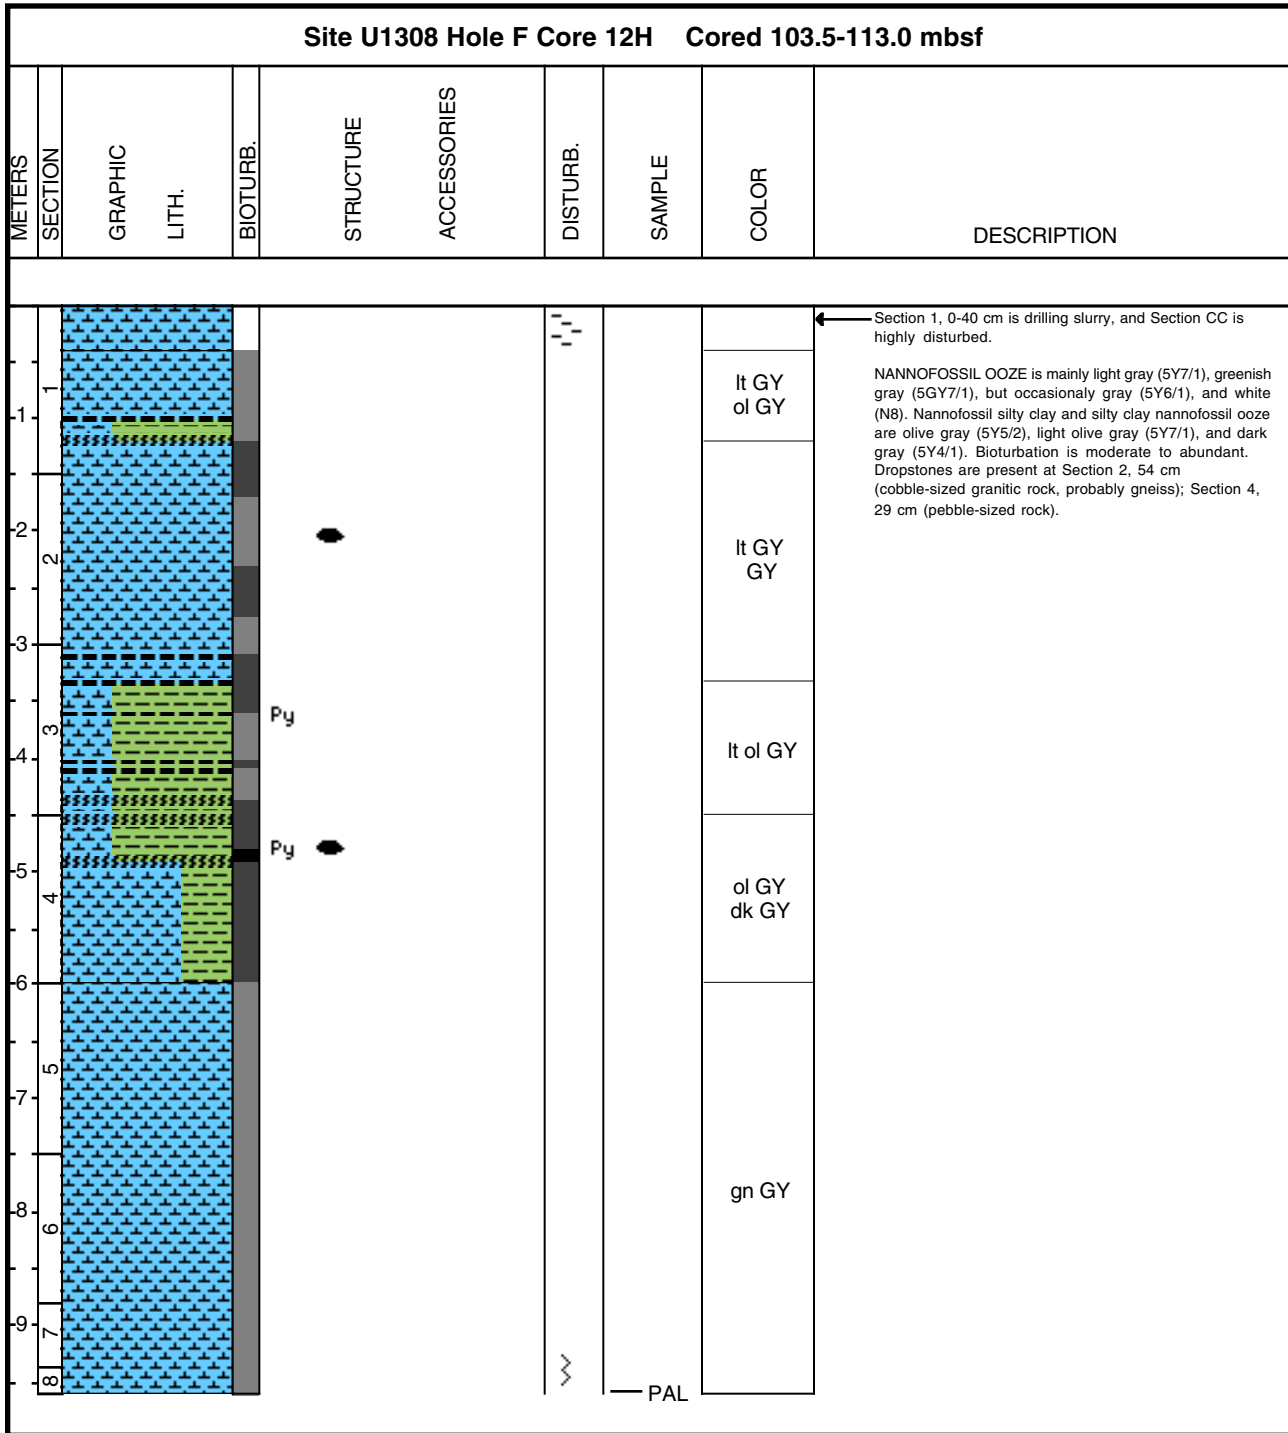 Site U1308 Hole F Core 12H Cored 103.5-113.0 mbsf
METERS
SECTION
GRAPHIC
LITH.
BIOTURB.
STRUCTURE
ACCESSORIES
DISTURB.
SAMPLE
COLOR
DESCRIPTION
Section 1, 0-40 cm is drilling slurry, and Section CC is
highly disturbed.
NANNOFOSSIL OOZE is mainly light gray (5Y7/1), greenish
gray (5GY7/1), but occasionaly gray (5Y6/1), and white
(N8). Nannofossil silty clay and silty clay nannofossil ooze
are olive gray (5Y5/2), light olive gray (5Y7/1), and dark
gray (5Y4/1). Bioturbation is moderate to abundant.
Dropstones are present at Section 2, 54 cm
(cobble-sized granitic rock, probably gneiss); Section 4,
29 cm (pebble-sized rock).
1
1
lt GY
ol GY
2
2
lt GY
GY
3
3
Py
4
lt ol GY
Py
5
4
ol GY
dk GY
6
5
7
gn GY
8
6
9
7
8
PAL